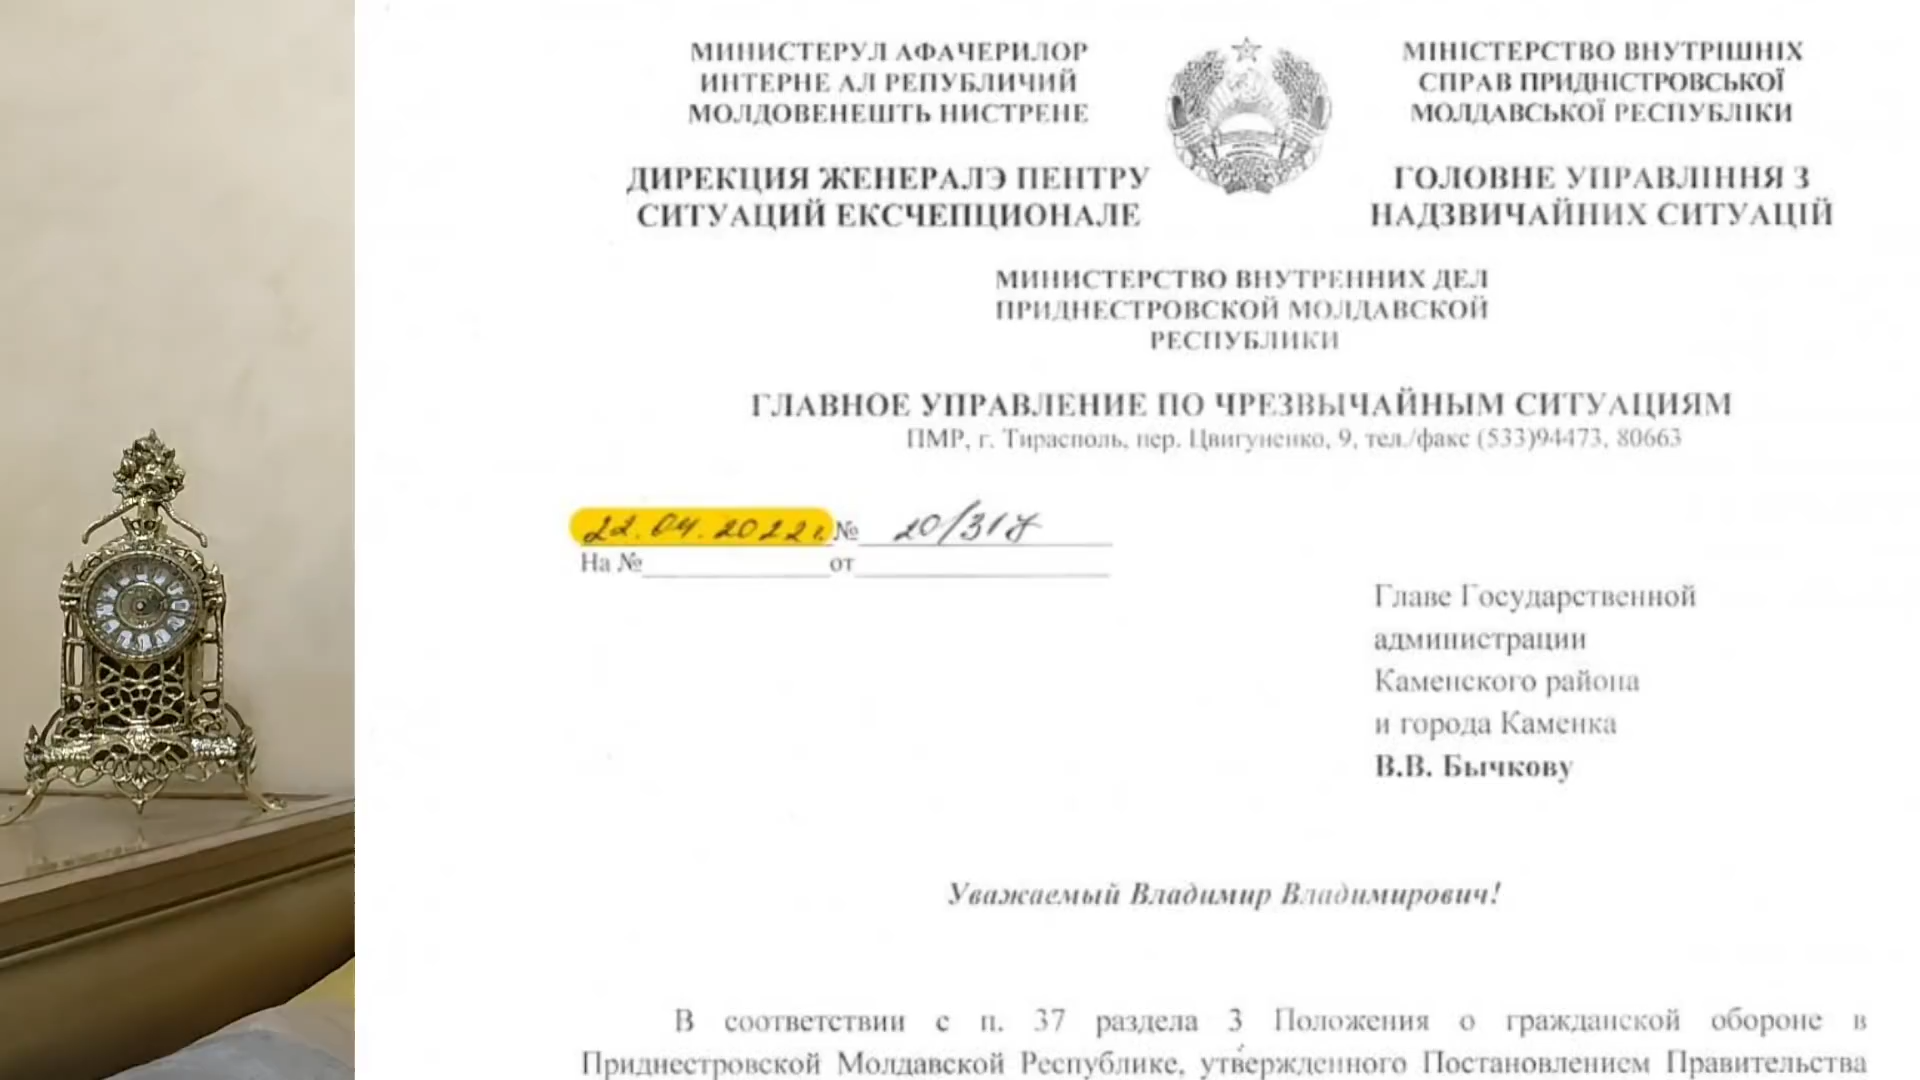 МИНИСТЕРУЛ АФАЧЕРИЛОР
ИНТЕРНЕ АЛ РЕПУБЛИЧИЙ
МОЛДОВЕНЕШТЬ НИСТРЕНЕ
ДИРЕКЦИЯ ЖЕНЕРАЛЭ ПЕНТРУ
СИТУАЦИЙ ЕКСЧЕПЦИОНАЛЕ
МІНІСТЕРСТВО ВНУТРІШНІХ
СПРАВ ПРИДНІСТРОВСЬКОЇ
МОЛДАВСЬКОЇ РЕСПУБЛІКИ
ГОЛОВНЕ УПРАВЛІННЯ З
НАДЗВИЧАЙНИХ СИТУАЦІЙ
МИНИСТЕРСТВО ВНУТРЕННИХ ДЕЛ
ПРИДНЕСТРОВСКОЙ МОЛДАВСКОЙ
РЕСПУБЛИКИ
ГЛАВНОЕ УПРАВЛЕНИЕ ПО ЧРЕЗВЫЧАЙНЫМ СИТУАЦИЯМ
ПМР, г. Тирасполь, пер. Цвигуненко, 9, тел./факс (533)94473, 80663
22.04.2022г. № 20/317
На № от
Главе Государственной
администрации
Каменского района
и города Каменка
В.В. Бычкову
Уважаемый Владимир Владимирович!
В соответствии с п. 37 раздела 3 Положения о гражданской обороне в
Приднестровской Молдавской Республике, утвержденного Постановлением Правительства